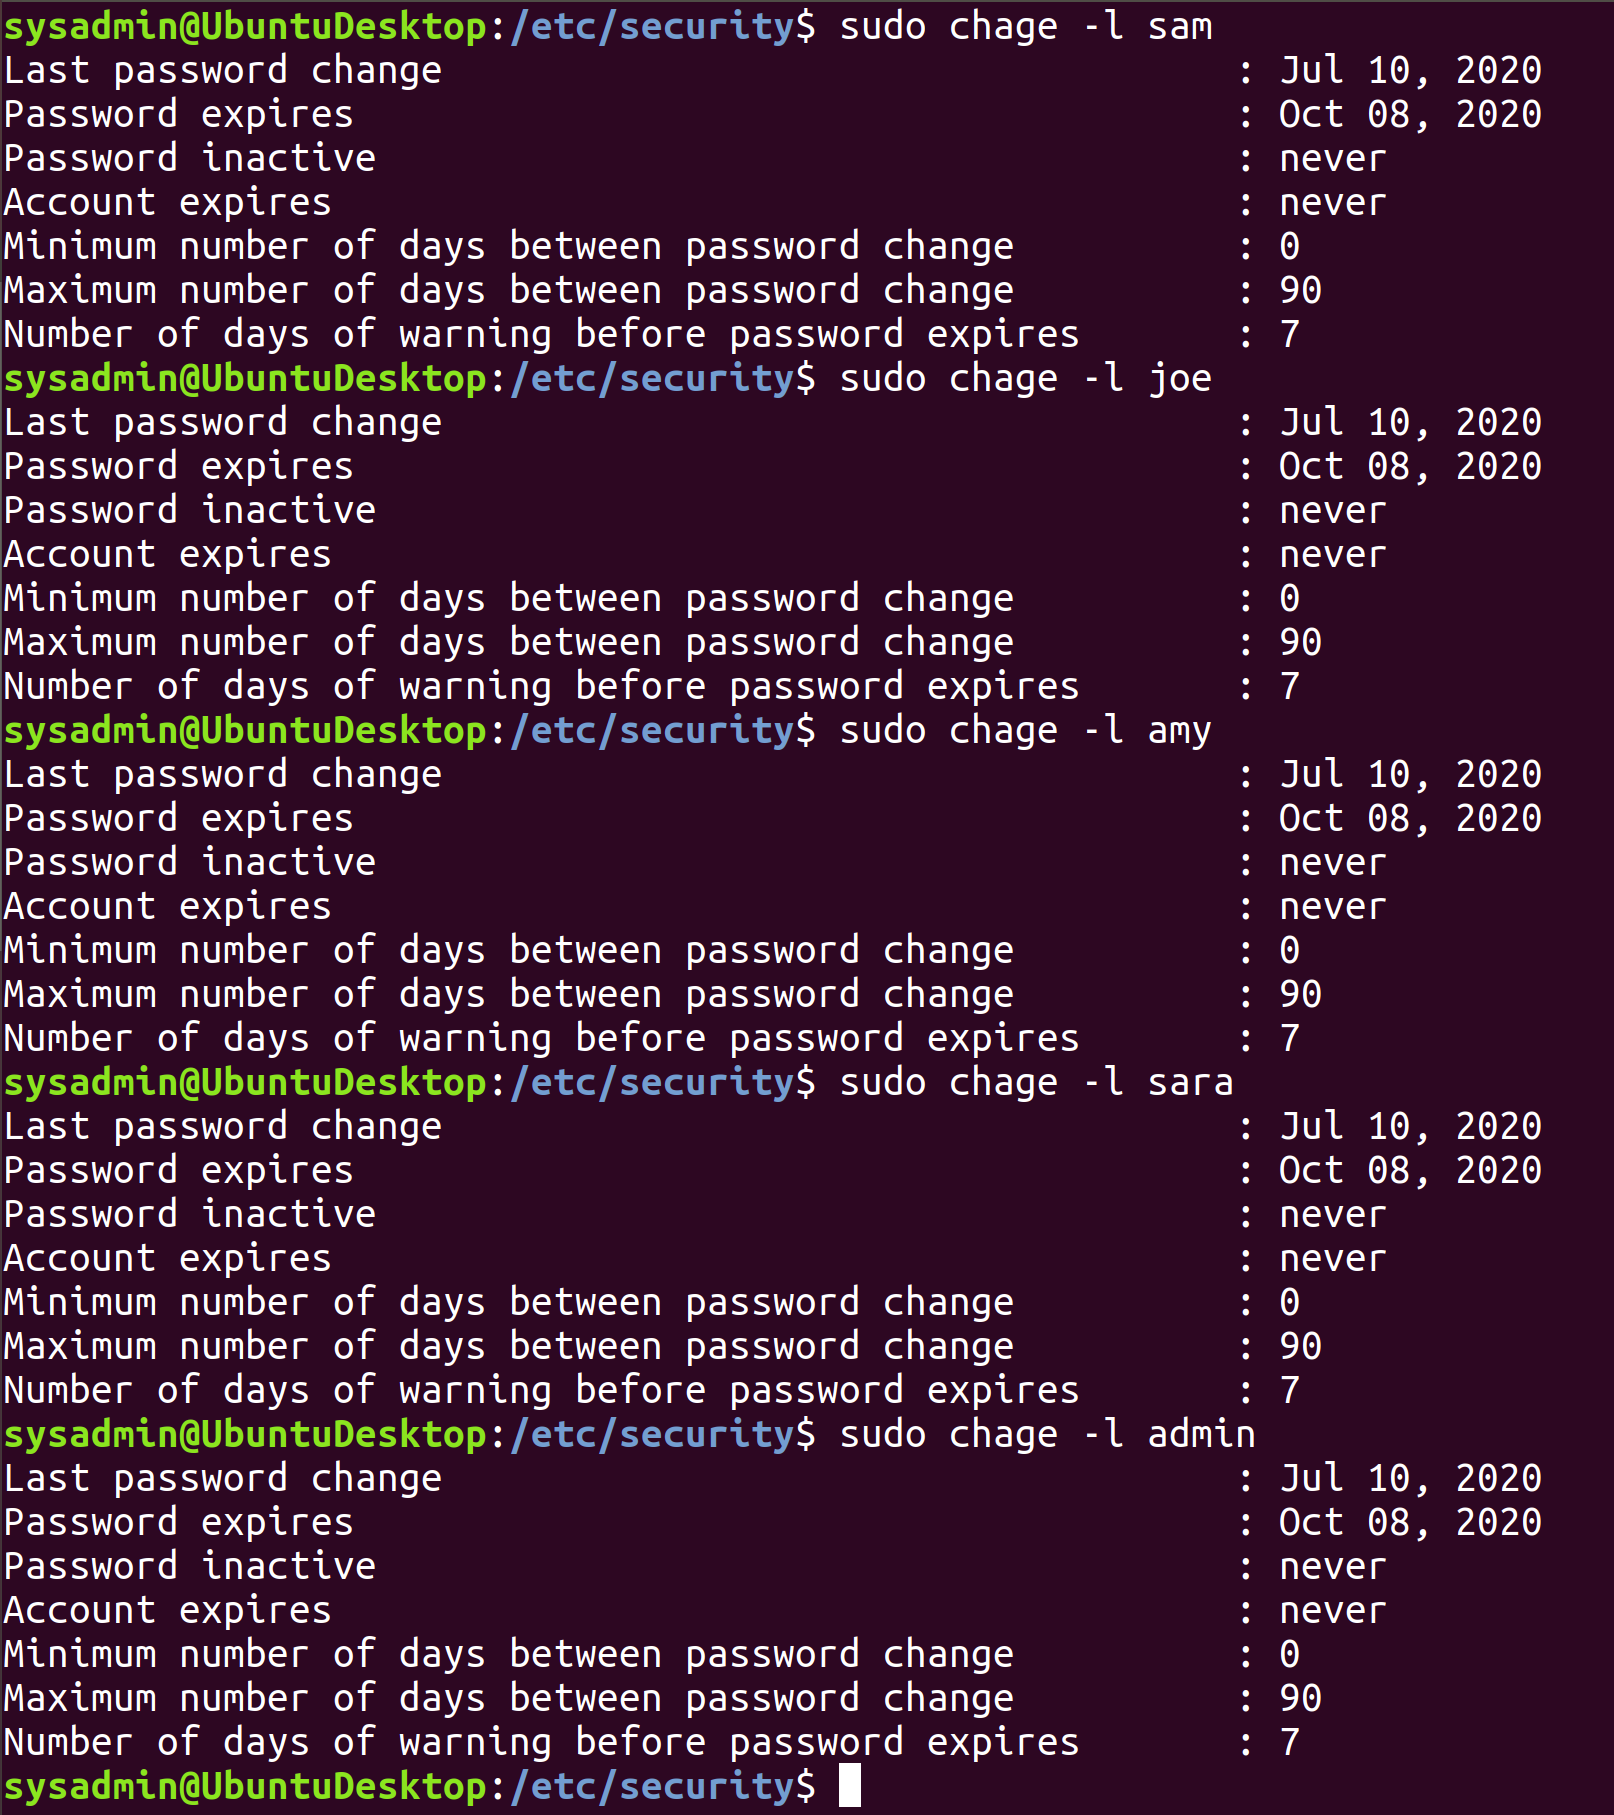 sysadmin@UbuntuDesktop:/etc/security$ sudo chage -l sam
Last password change : Jul 10, 2020
Password expires : Oct 08, 2020
Password inactive : never
Account expires : never
Minimum number of days between password change : 0
Maximum number of days between password change : 90
Number of days of warning before password expires : 7
sysadmin@UbuntuDesktop:/etc/security$ sudo chage -l joe
Last password change : Jul 10, 2020
Password expires : Oct 08, 2020
Password inactive : never
Account expires : never
Minimum number of days between password change : 0
Maximum number of days between password change : 90
Number of days of warning before password expires : 7
sysadmin@UbuntuDesktop:/etc/security$ sudo chage -l amy
Last password change : Jul 10, 2020
Password expires : Oct 08, 2020
Password inactive : never
Account expires : never
Minimum number of days between password change : 0
Maximum number of days between password change : 90
Number of days of warning before password expires : 7
sysadmin@UbuntuDesktop:/etc/security$ sudo chage -l sara
Last password change : Jul 10, 2020
Password expires : Oct 08, 2020
Password inactive : never
Account expires : never
Minimum number of days between password change : 0
Maximum number of days between password change : 90
Number of days of warning before password expires : 7
sysadmin@UbuntuDesktop:/etc/security$ sudo chage -l admin
Last password change : Jul 10, 2020
Password expires : Oct 08, 2020
Password inactive : never
Account expires : never
Minimum number of days between password change : 0
Maximum number of days between password change : 90
Number of days of warning before password expires : 7
sysadmin@UbuntuDesktop:/etc/security$